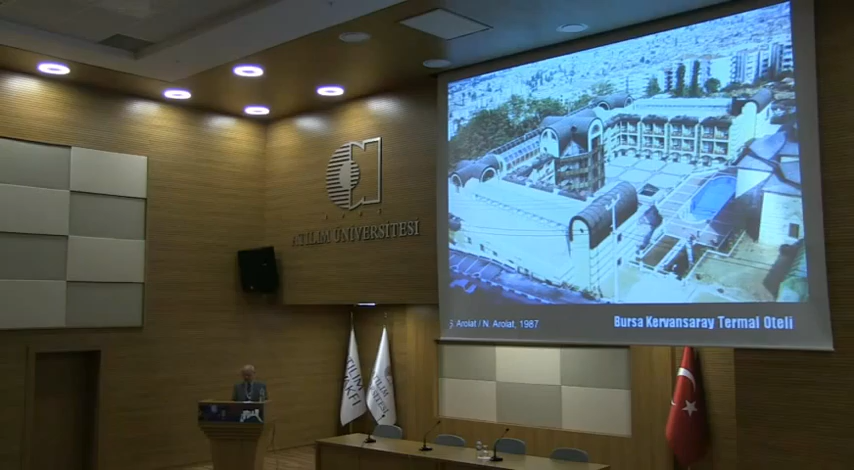 ATILIM ÜNİVERSİTESİ
Arolat / N. Arolat, 1987
Bursa Kervansaray Termal Oteli